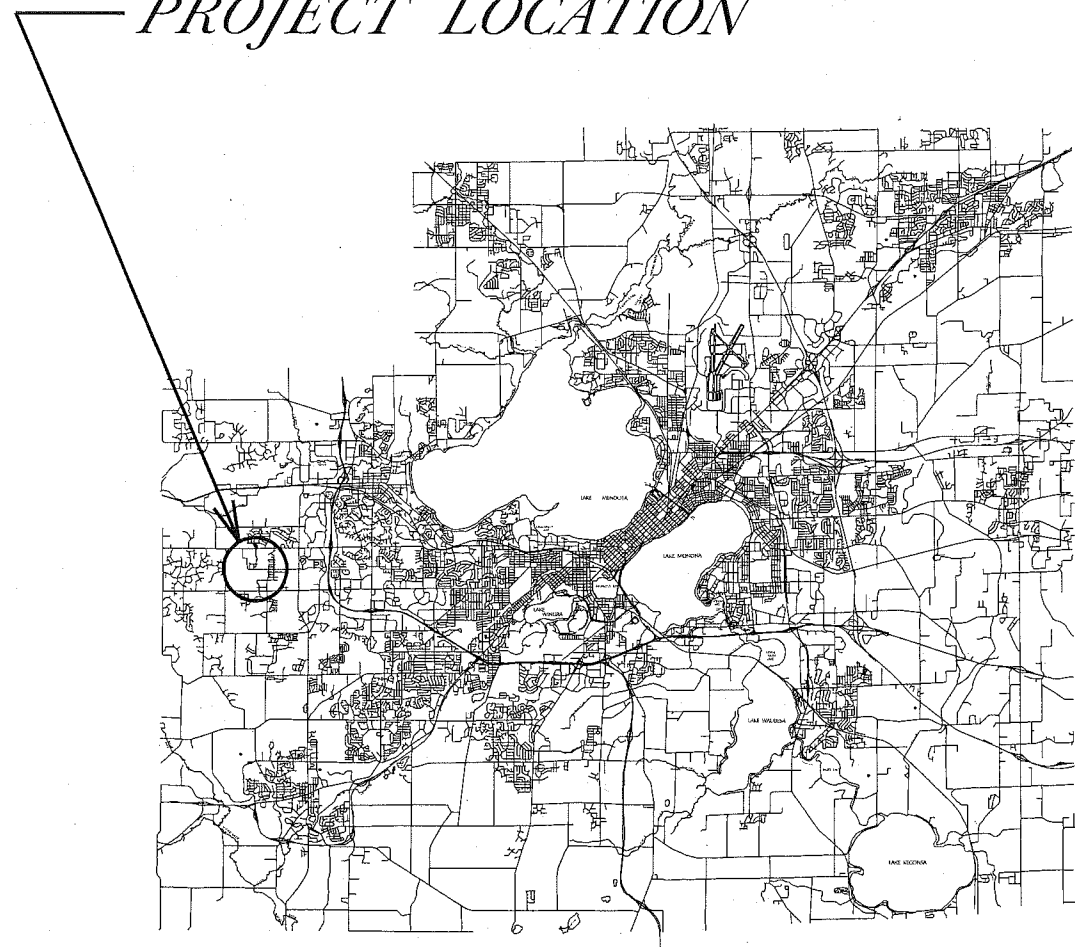 PROJECT LOCATION
LAKE MENDOTA
LAKE MONONA
LAKE
WINGRA
LAKE WAUBESA
LAKE KEGONSA